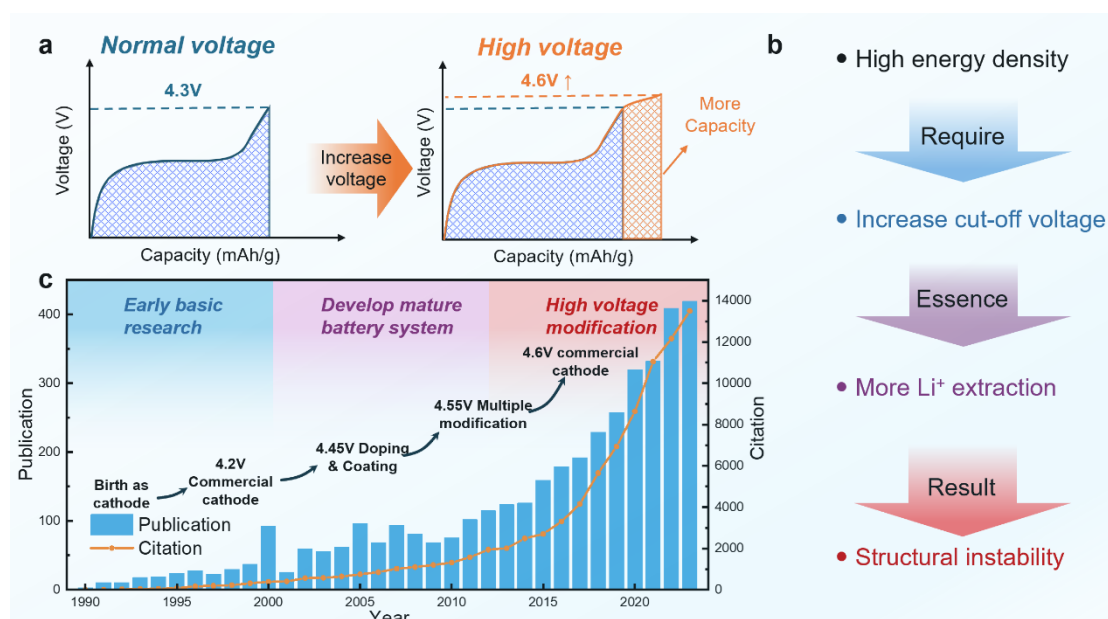 a
Normal voltage
4.3V
Voltage (V)
Capacity (mAh/g)
Increase
voltage
High voltage
4.6V ↑
More
Capacity
Voltage (V)
Capacity (mAh/g)
b
• High energy density
Require
• Increase cut-off voltage
Essence
• More Li⁺ extraction
Result
• Structural instability
c
Early basic
research
Develop mature
battery system
High voltage
modification
Birth as
cathode
4.2V
Commercial
cathode
4.45V Doping
& Coating
4.55V Multiple
modification
4.6V commercial
cathode
Publication
Citation
Publication
400
300
200
100
0
Citation
14000
12000
10000
8000
6000
4000
2000
0
1990
1995
2000
2005
2010
2015
2020
Year